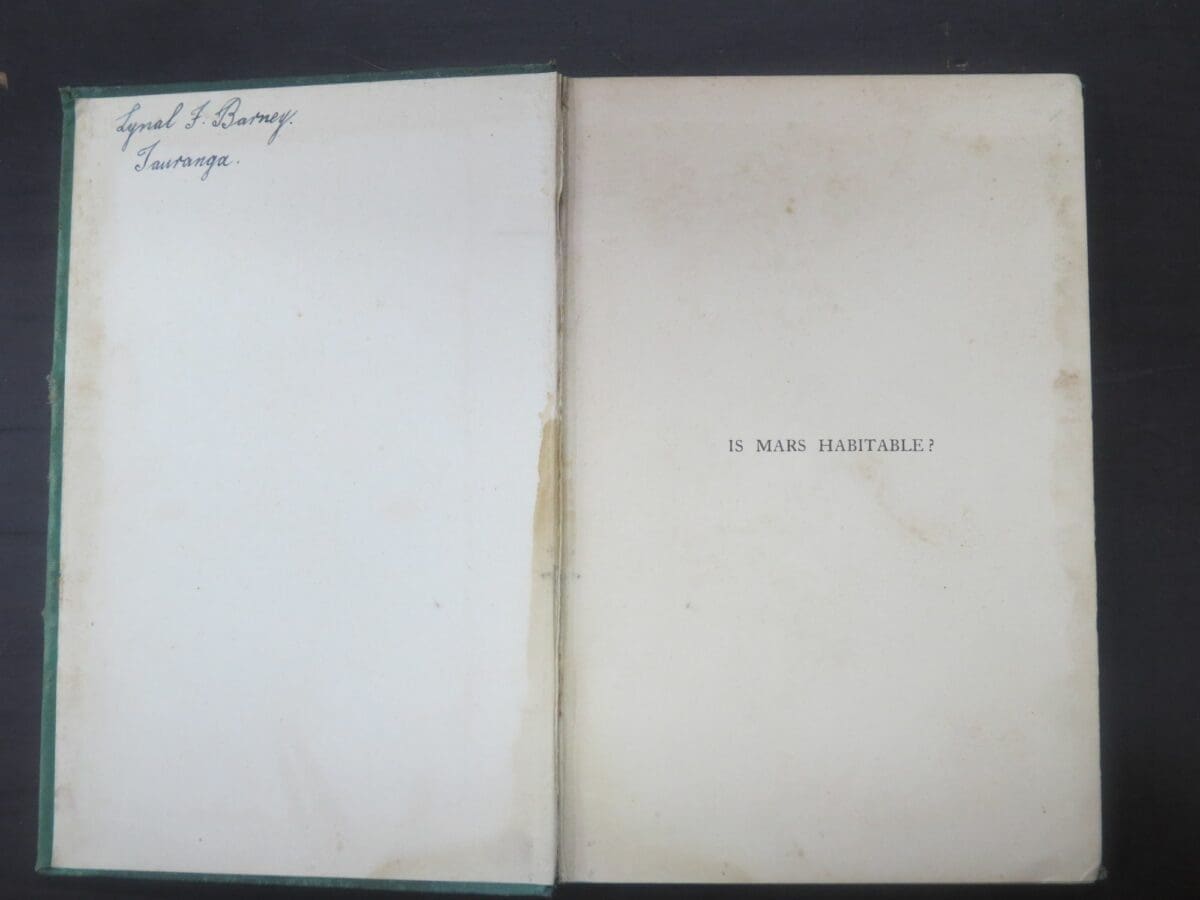 Lynal F. Barney.
Tauranga.
IS MARS HABITABLE?